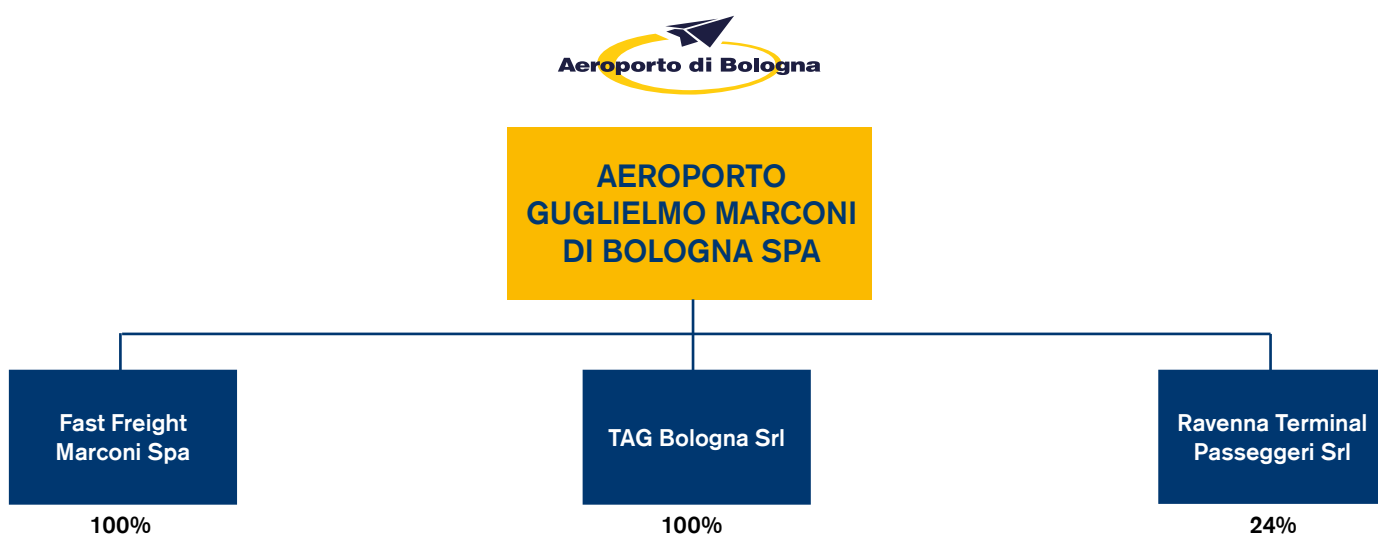 Aeroporto di Bologna
AEROPORTO
GUGLIELMO MARCONI
DI BOLOGNA SPA
Fast Freight
Marconi Spa
TAG Bologna Srl
Ravenna Terminal
Passeggeri Srl
100%
100%
24%